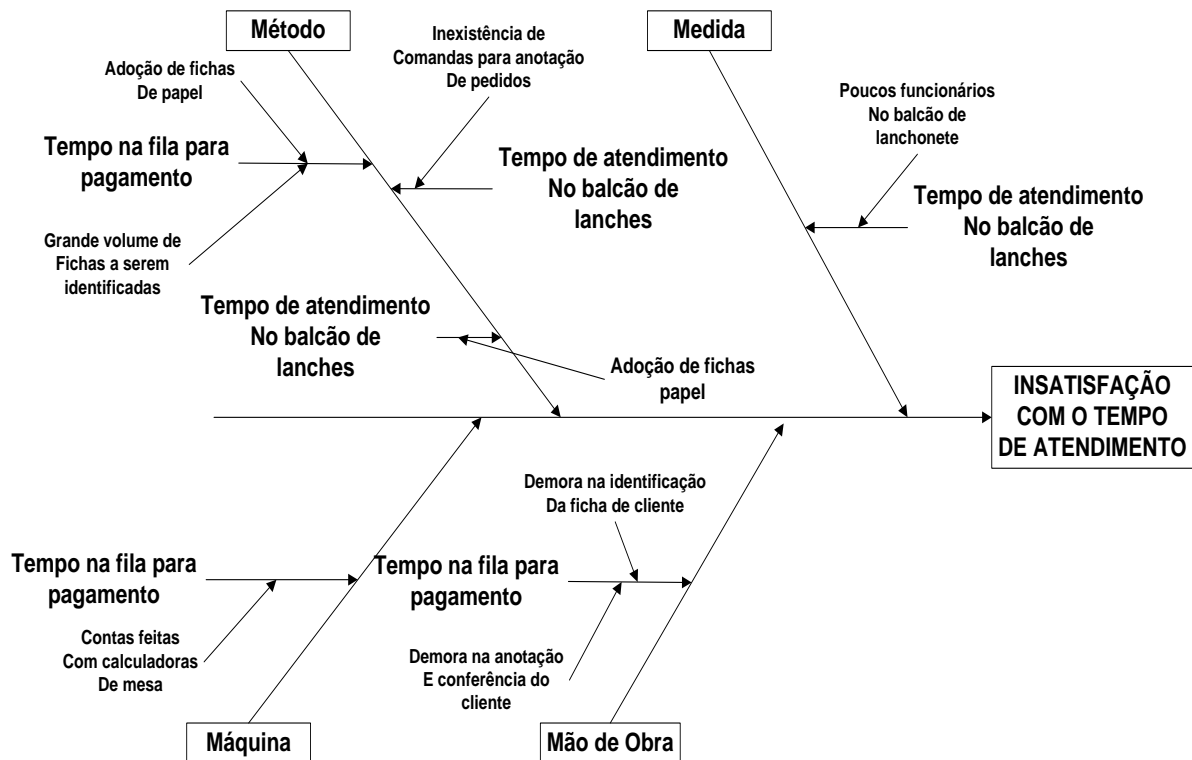 Método
Medida
Adoção de fichas
De papel
Inexistência de
Comandas para anotação
De pedidos
Poucos funcionários
No balcão de
lanchonete
Tempo na fila para
pagamento
Tempo de atendimento
No balcão de
lanches
Tempo de atendimento
No balcão de
lanches
Grande volume de
Fichas a serem
identificadas
Tempo de atendimento
No balcão de
lanches
Adoção de fichas
papel
INSATISFAÇÃO
COM O TEMPO
DE ATENDIMENTO
Demora na identificação
Da ficha de cliente
Tempo na fila para
pagamento
Tempo na fila para
pagamento
Contas feitas
Com calculadoras
De mesa
Demora na anotação
E conferência do
cliente
Máquina
Mão de Obra